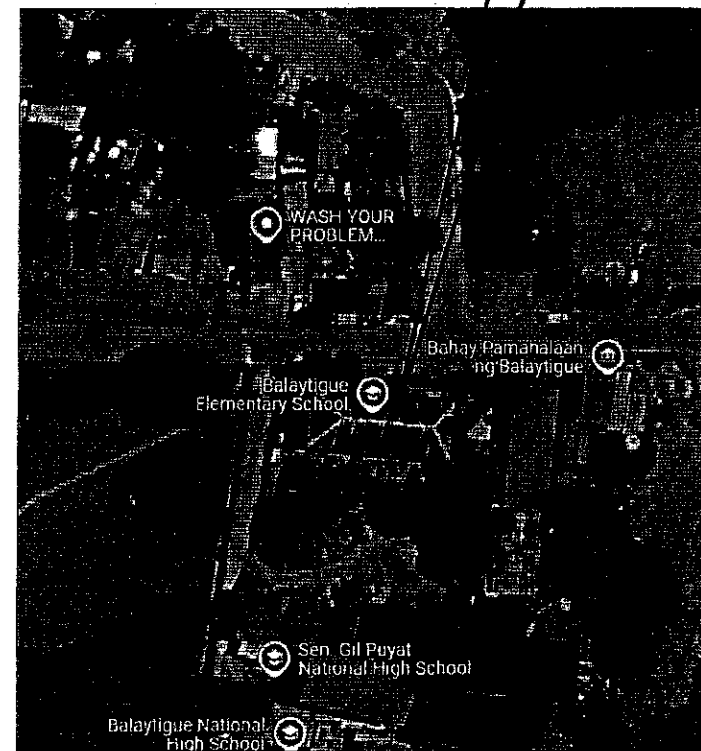 WASH YOUR
PROBLEM...
Bahay Pamahalaan
ng Balaytigue
Balaytigue
Elementary School
Sen. Gil Puyat
National High School
Balaytigue National
High School